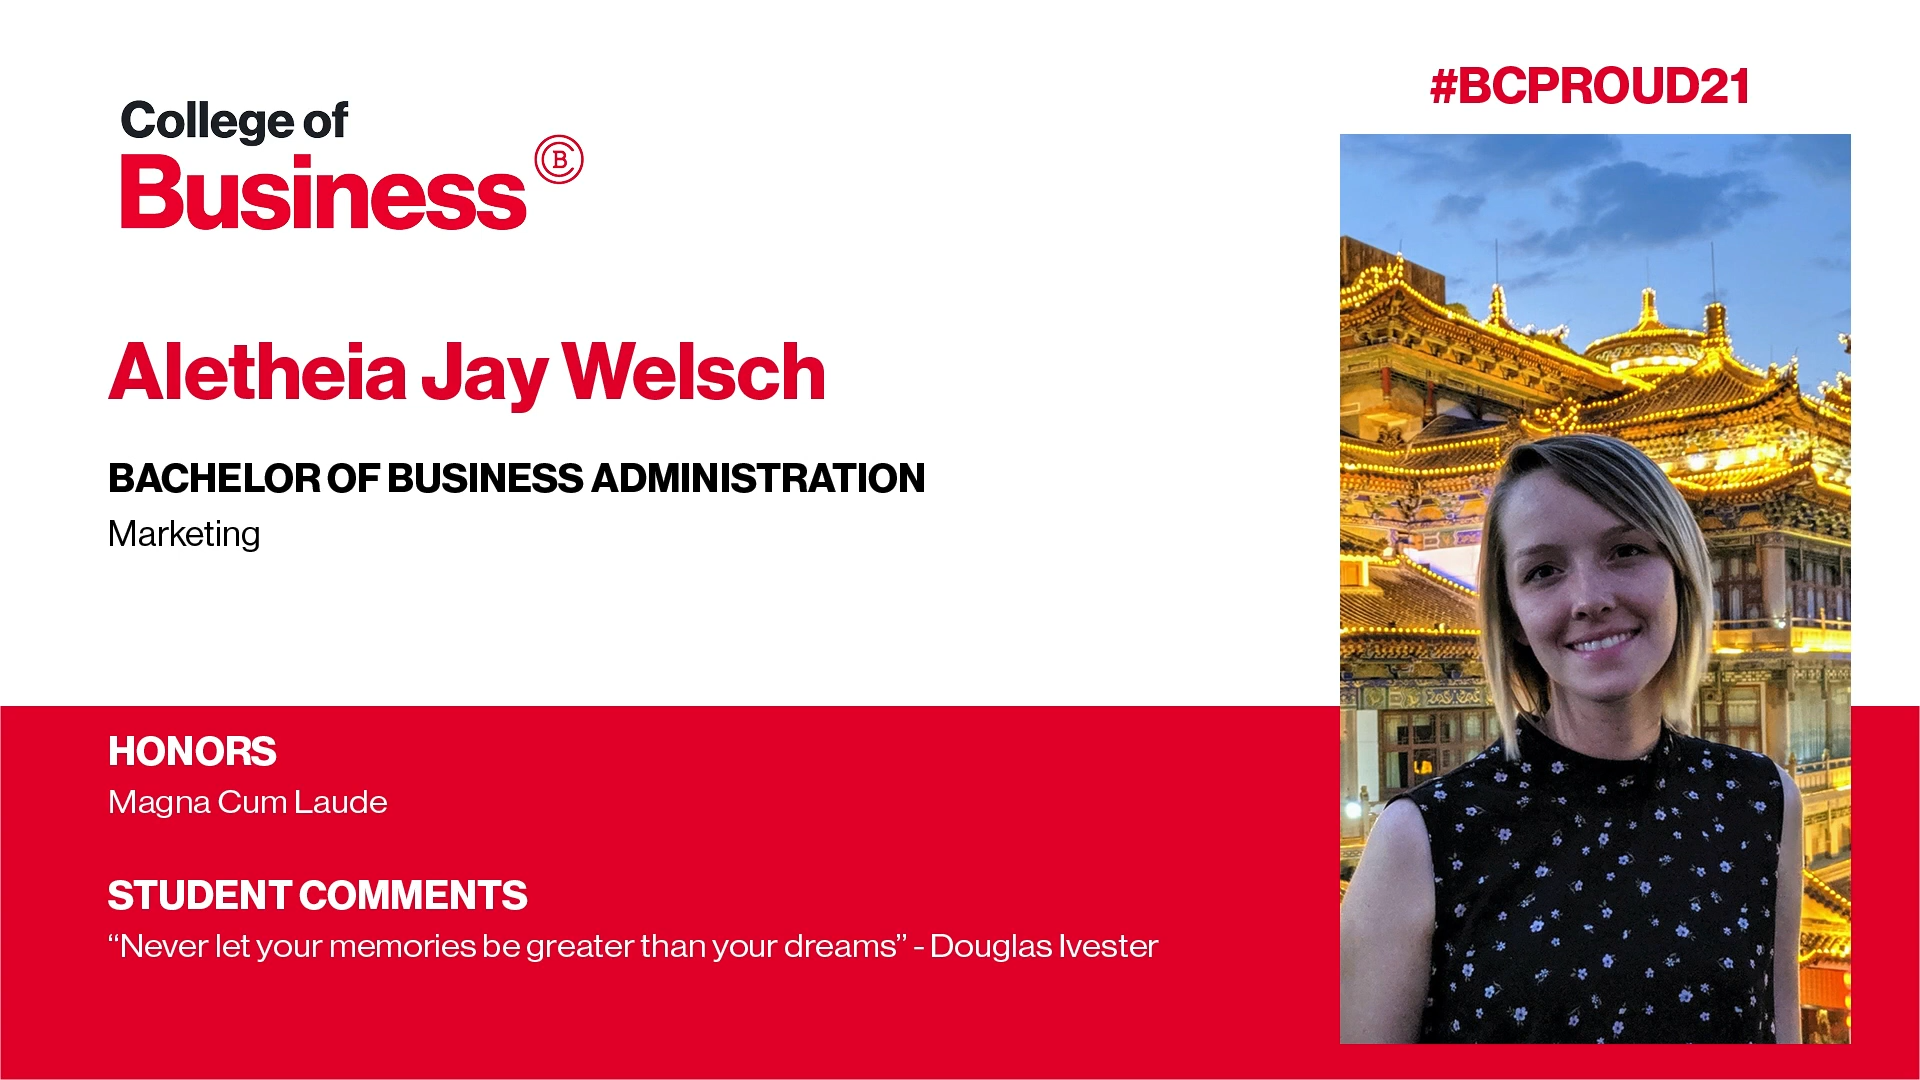 #BCPROUD21
College of
Business
B
Aletheia Jay Welsch
BACHELOR OF BUSINESS ADMINISTRATION
Marketing
HONORS
Magna Cum Laude
STUDENT COMMENTS
“Never let your memories be greater than your dreams” - Douglas Ivester